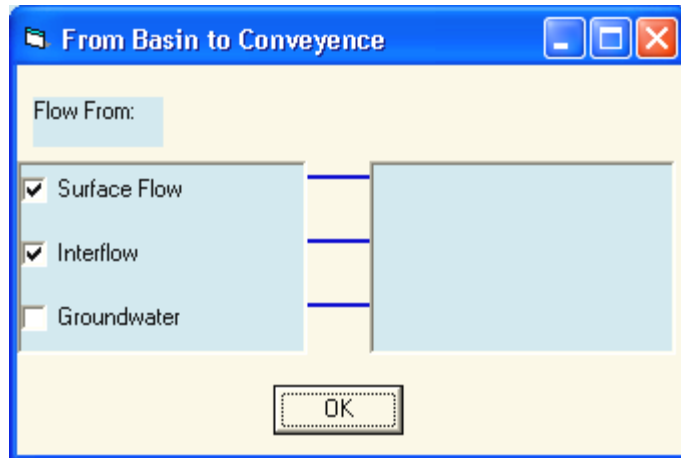 From Basin to Conveyence
Flow From:
Surface Flow
Interflow
Groundwater
OK